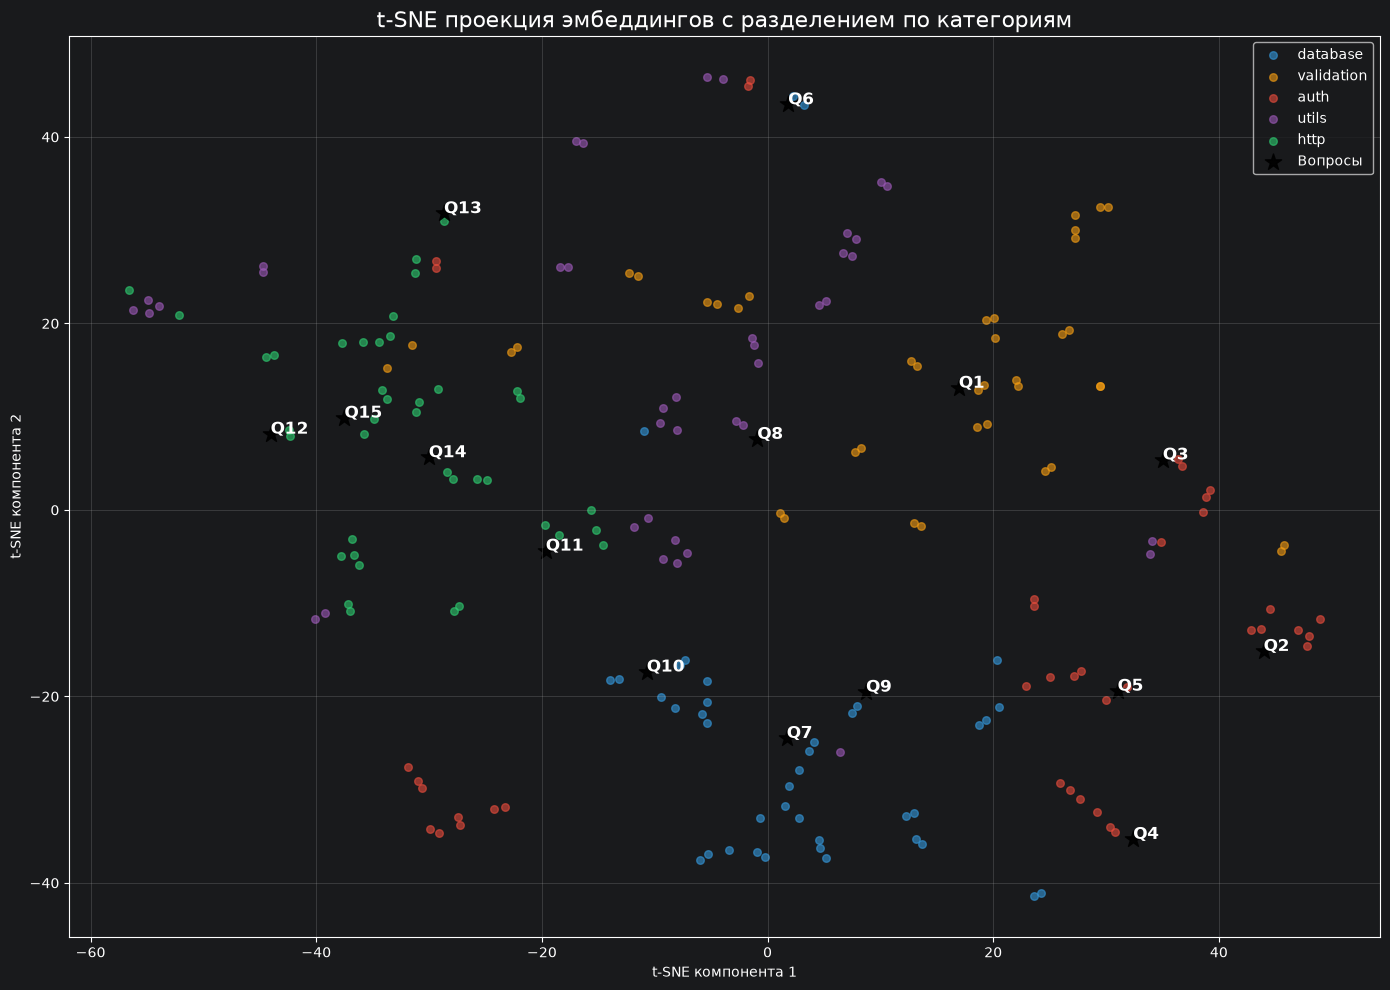 t-SNE проекция эмбеддингов с разделением по категориям
database
validation
auth
utils
http
Вопросы
Q6
Q13
Q1
Q15
Q12
Q8
Q14
Q3
Q11
Q2
Q10
Q5
Q9
Q7
Q4
40
20
0
−20
−40
t-SNE компонента 2
−60
−40
−20
0
20
40
t-SNE компонента 1